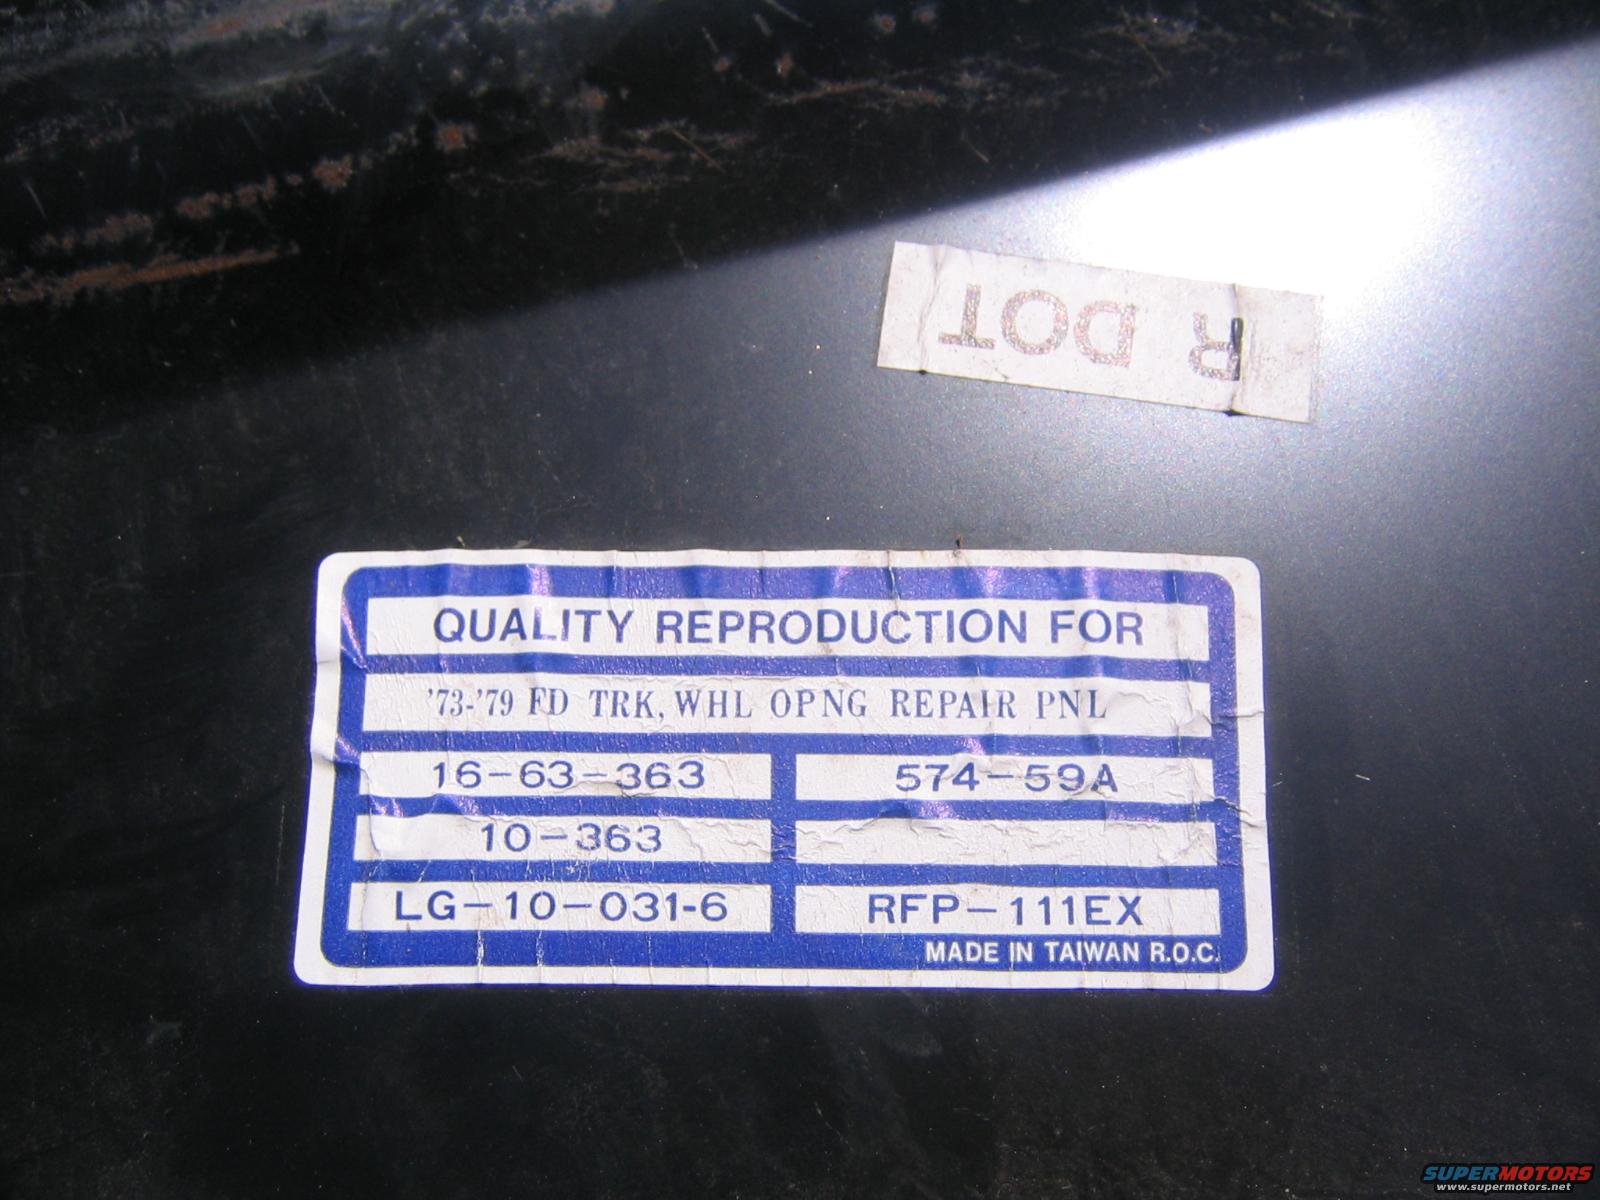 R DOT
QUALITY REPRODUCTION FOR
'73-'79 FD TRK, WHL OPNG REPAIR PNL
16-63-363 574-59A
10-363
LG-10-031-6 RFP-111EX
MADE IN TAIWAN R.O.C.
SUPERMOTORS
www.supermotors.net